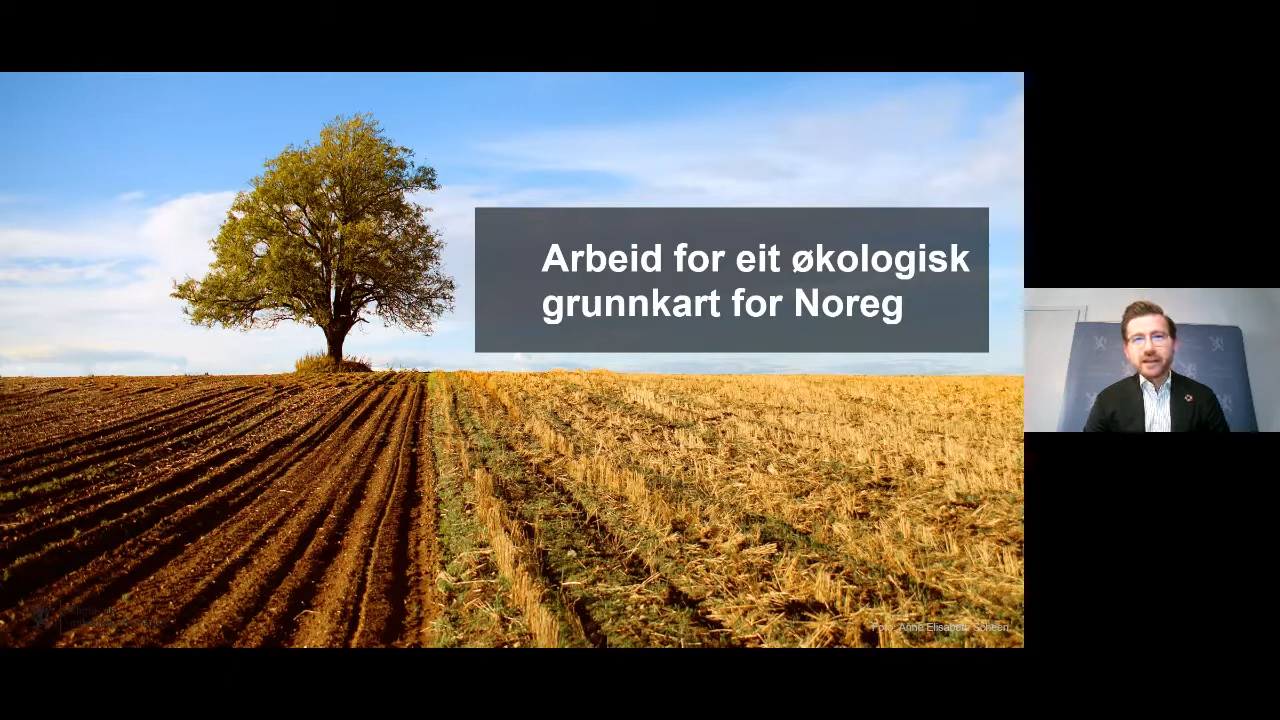 Arbeid for eit økologisk
grunnkart for Noreg
Foto: Anne Elisabeth Scheen